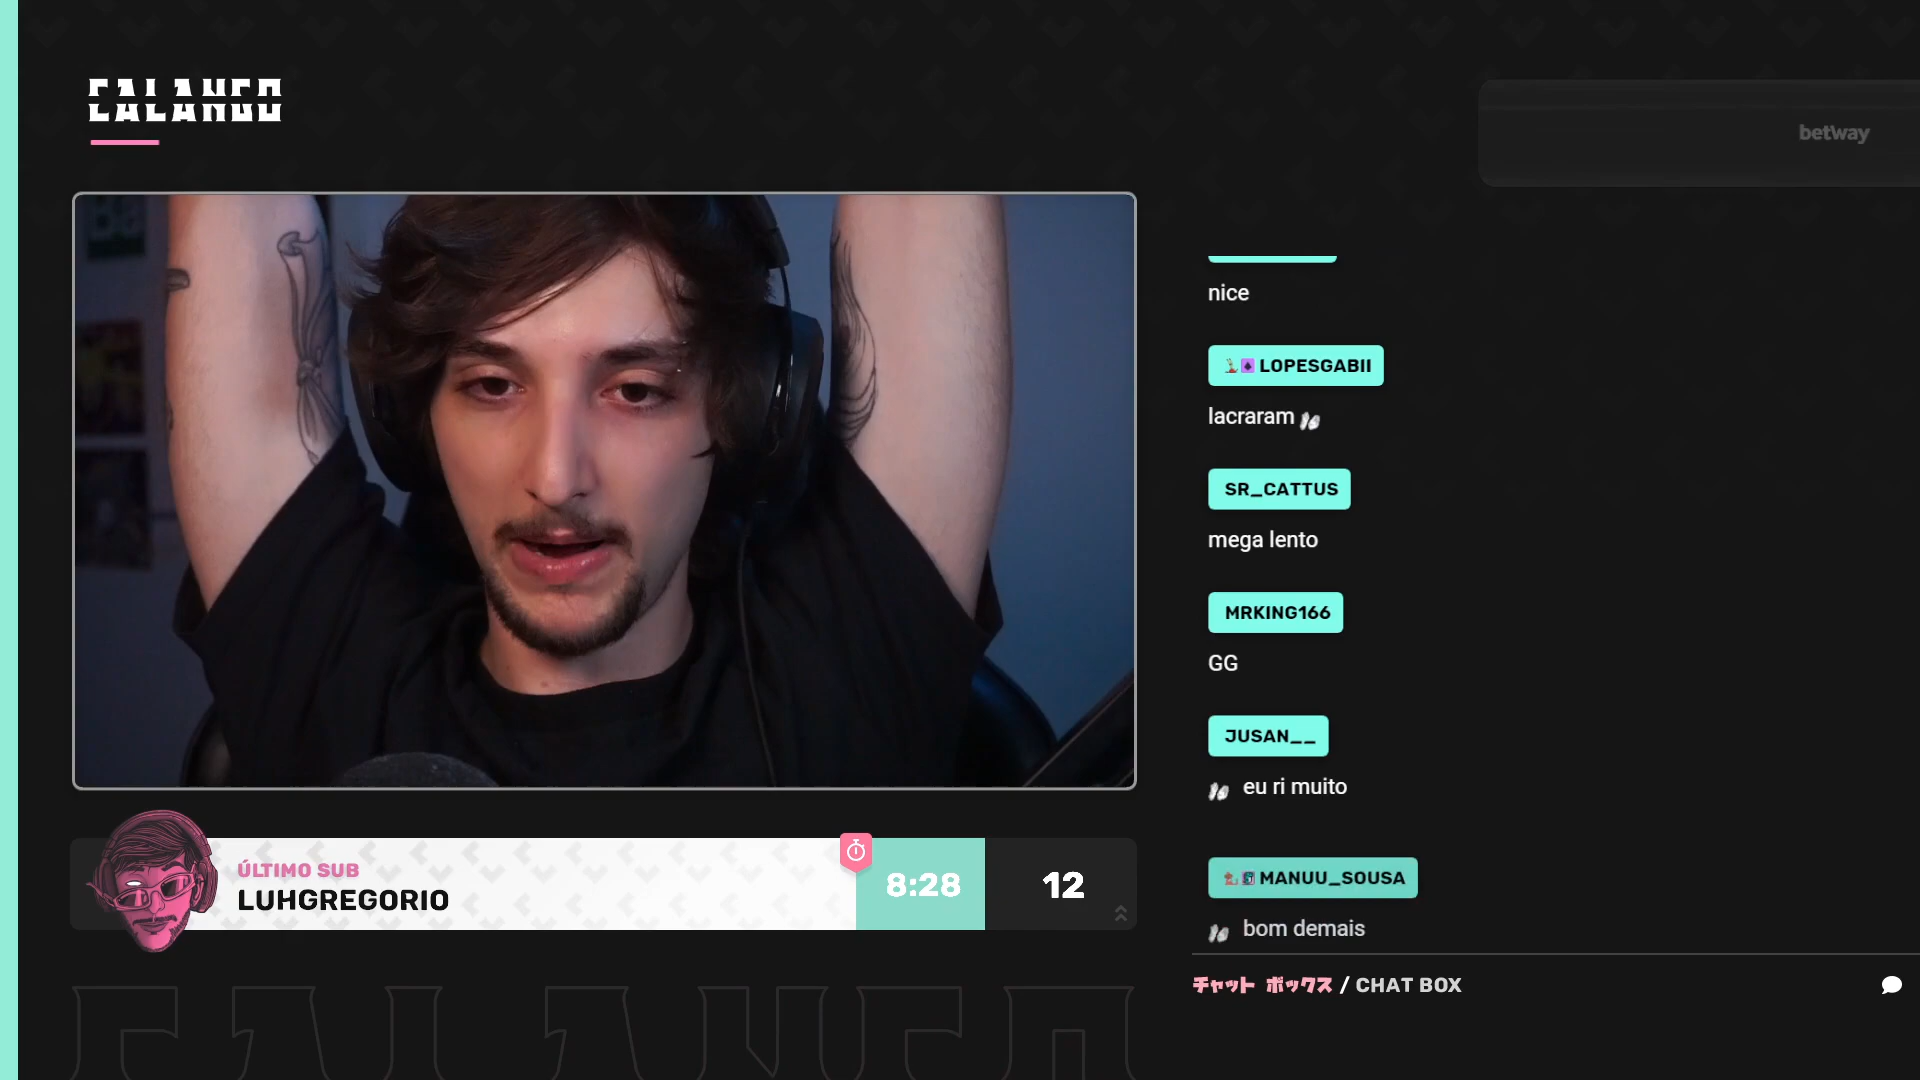 CALANGO
betway
nice
LOPESGABII
lacraram
SR_CATTUS
mega lento
MRKING166
GG
JUSAN__
eu ri muito
MANUU_SOUSA
bom demais
チャット ボックス / CHAT BOX
ÚLTIMO SUB
LUHGREGORIO
8:28
12
CALANGO